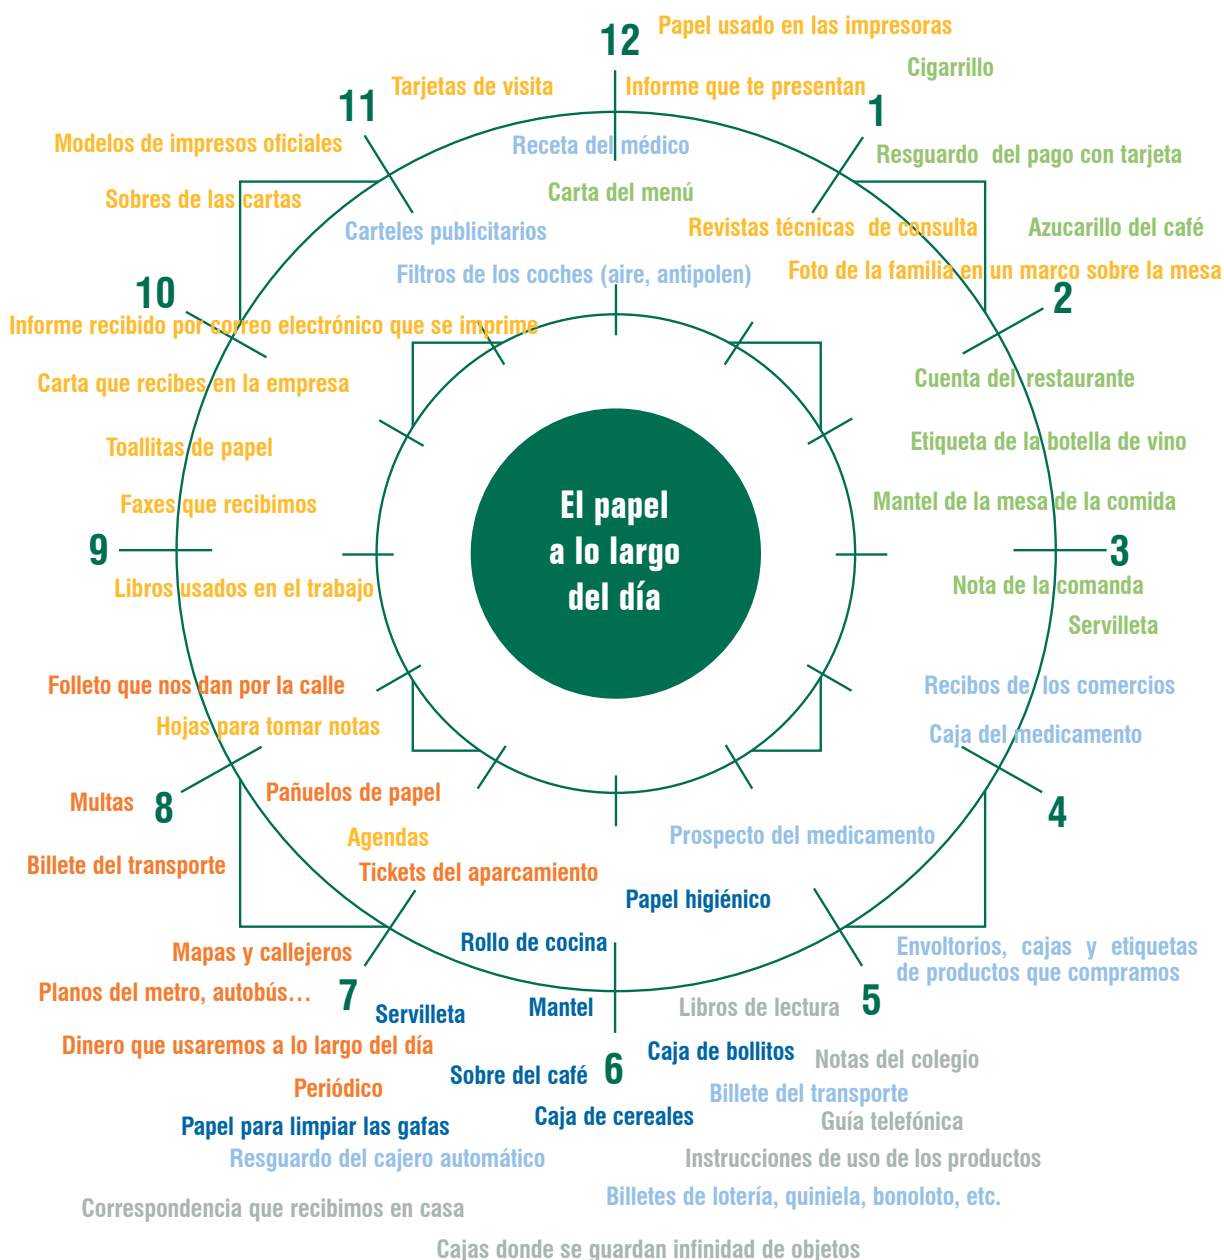 12
Papel usado en las impresoras
Cigarrillo
Tarjetas de visita
Informe que te presentan
11
1
Modelos de impresos oficiales
Receta del médico
Resguardo del pago con tarjeta
Sobres de las cartas
Carta del menú
Carteles publicitarios
Revistas técnicas de consulta
Azucarillo del café
Filtros de los coches (aire, antipolen)
Foto de la familia en un marco sobre la mesa
10
2
Informe recibido por correo electrónico que se imprime
Carta que recibes en la empresa
Cuenta del restaurante
Toallitas de papel
Etiqueta de la botella de vino
Faxes que recibimos
Mantel de la mesa de la comida
El papel
a lo largo
del día
9
3
Libros usados en el trabajo
Nota de la comanda
Servilleta
Folleto que nos dan por la calle
Recibos de los comercios
Hojas para tomar notas
Caja del medicamento
Multas
8
Pañuelos de papel
4
Agendas
Prospecto del medicamento
Billete del transporte
Tickets del aparcamiento
Papel higiénico
Rollo de cocina
Mapas y callejeros
Envoltorios, cajas y etiquetas
de productos que compramos
Planos del metro, autobús…
7
Servilleta
Mantel
Libros de lectura
5
Dinero que usaremos a lo largo del día
Caja de bollitos
Notas del colegio
Sobre del café
6
Periódico
Billete del transporte
Papel para limpiar las gafas
Caja de cereales
Guía telefónica
Resguardo del cajero automático
Instrucciones de uso de los productos
Correspondencia que recibimos en casa
Billetes de lotería, quiniela, bonoloto, etc.
Cajas donde se guardan infinidad de objetos